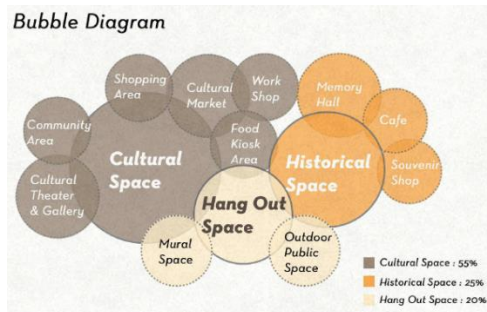 Bubble Diagram
Shopping
Area
Cultural
Market
Work
Shop
Memory
Hall
Cafe
Community
Area
Food
Kiosk
Area
Cultural
Space
Historical
Space
Souvenir
Shop
Cultural
Theater
& Gallery
Hang Out
Space
Mural
Space
Outdoor
Public
Space
Cultural Space : 55%
Historical Space : 25%
Hang Out Space : 20%